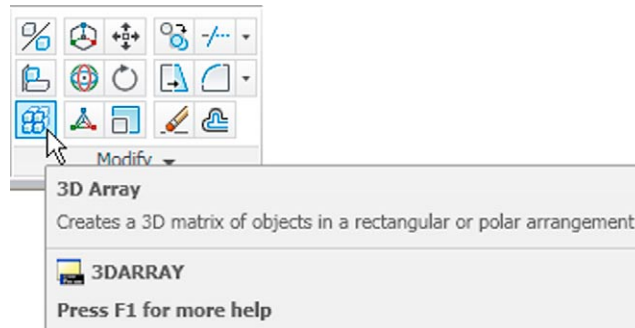 Modify
3D Array
Creates a 3D matrix of objects in a rectangular or polar arrangement
3DARRAY
Press F1 for more help